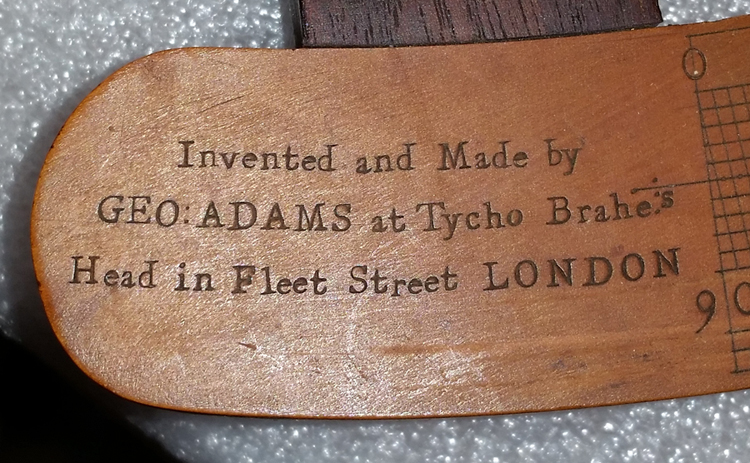 Invented and Made by
GEO: ADAMS at Tycho Brahe:s
Head in Fleet Street LONDON
0
90